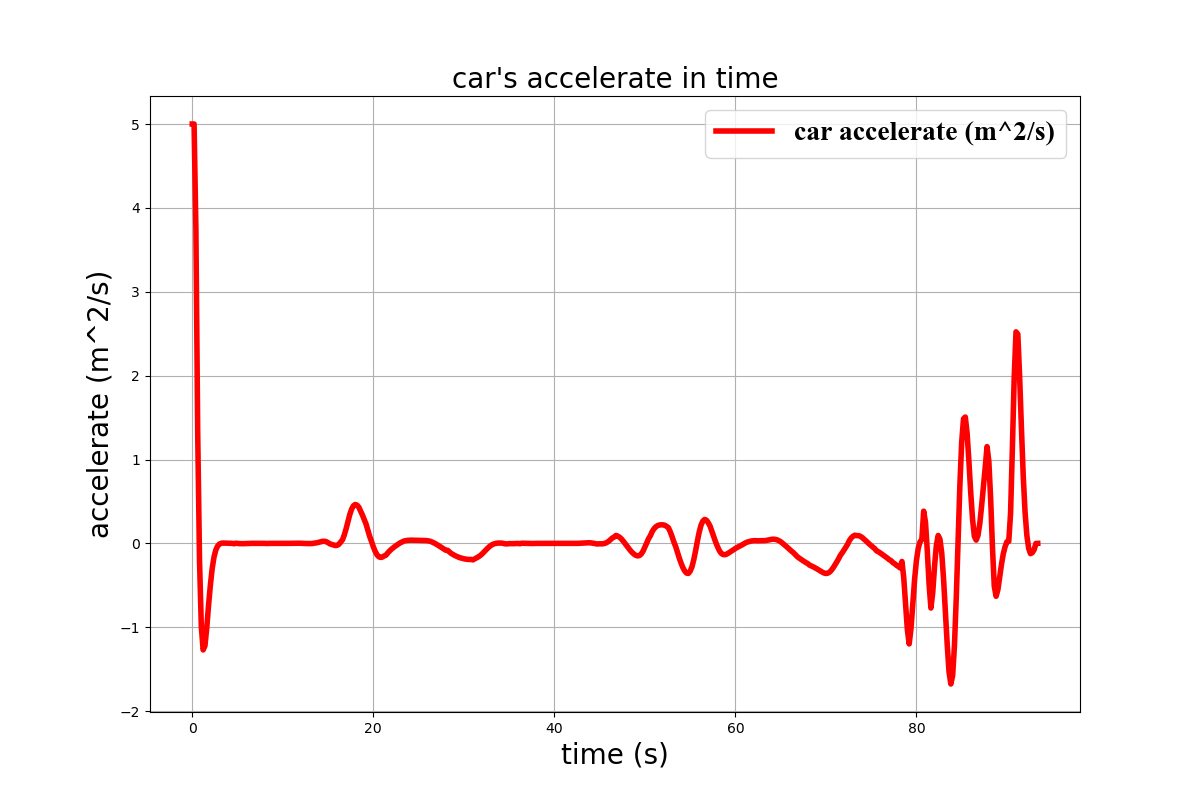 car's accelerate in time
car accelerate (m^2/s)
accelerate (m^2/s)
5
4
3
2
1
0
−1
−2
0 20 40 60 80
time (s)